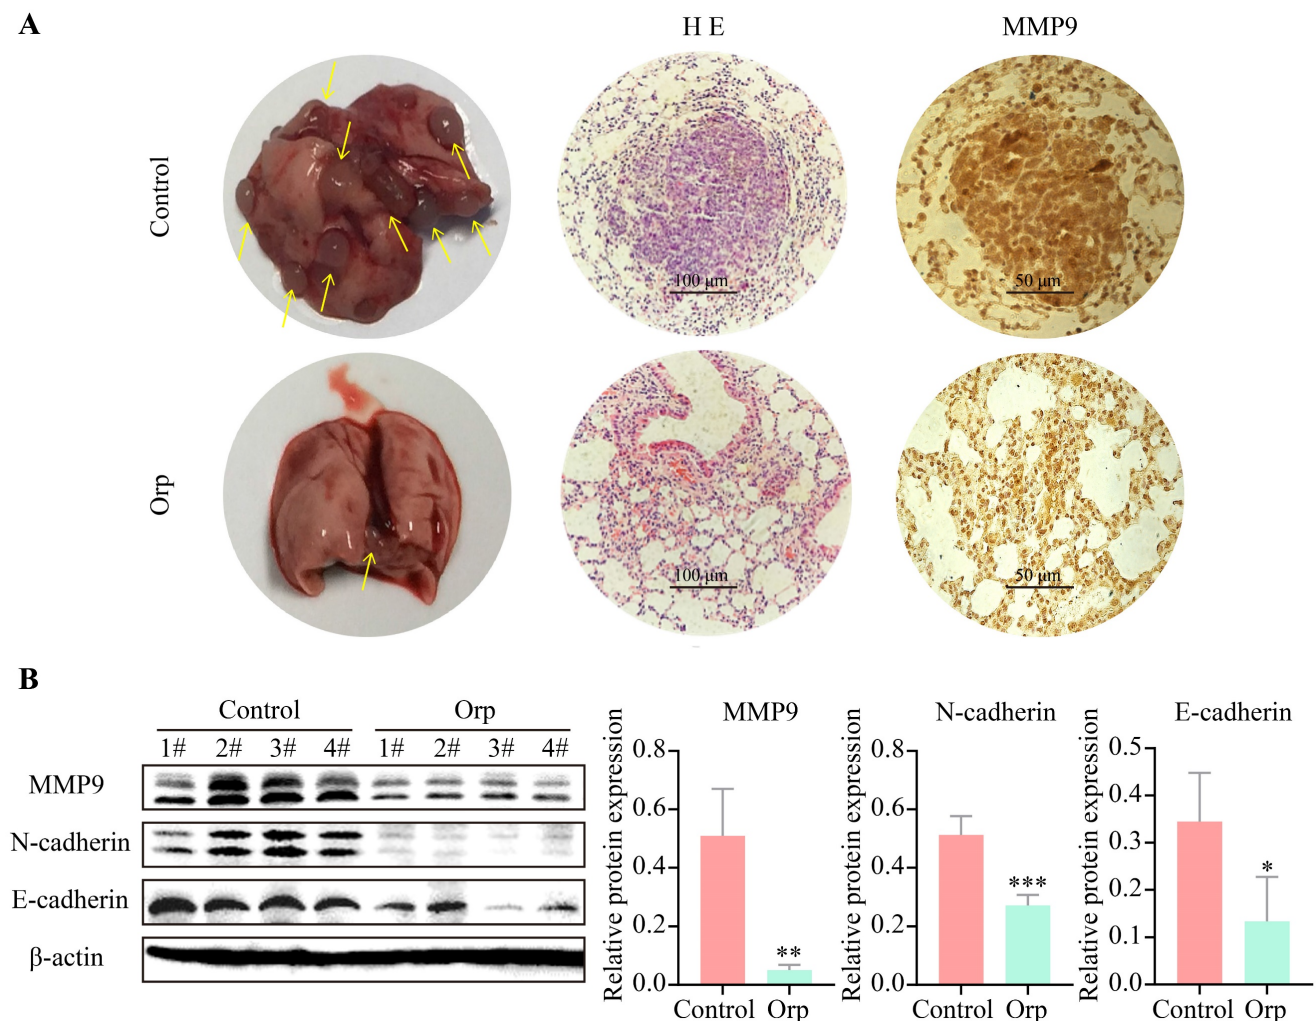 A
H E
MMP9
Control
100 μm
50 μm
Orp
100 μm
50 μm
B
Control
Orp
1# 2# 3# 4# 1# 2# 3# 4#
MMP9
N-cadherin
E-cadherin
β-actin
MMP9
Relative protein expression
0.8
0.6
0.4
0.2
0.0
**
Control Orp
N-cadherin
Relative protein expression
0.8
0.6
0.4
0.2
0.0
***
Control Orp
E-cadherin
Relative protein expression
0.5
0.4
0.3
0.2
0.1
0.0
*
Control Orp